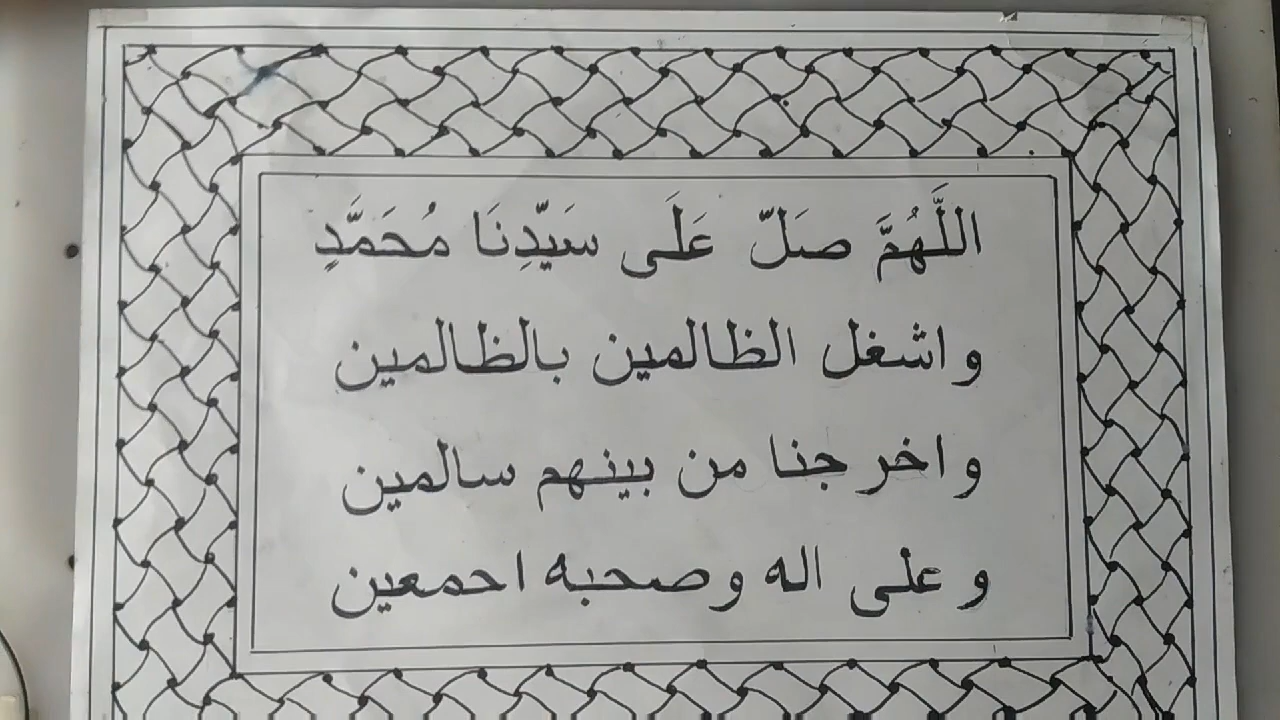 اللَّهُمَّ صَلّ عَلَى سَيّدِنَا مُحَمَّدٍ
واشغل الظالمين بالظالمين
واخرجنا من بينهم سالمين
وعلى اله وصحبه احمعين